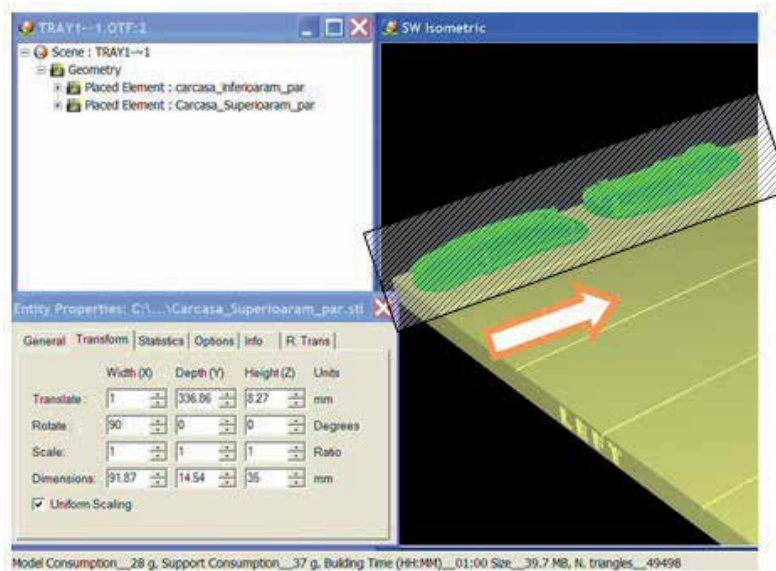 TRAY1~~1.OTF:2
SW Isometric
Scene : TRAY1~~1
Geometry
Placed Element : carcasa_inferioaram_par
Placed Element : Carcasa_Superioaram_par
Entity Properties: C:\...\Carcasa_Superioaram_par.stl
General Transform Statistics Options Info R. Trans
Width (X) Depth (Y) Height (Z) Units
Translate : 1 336.86 8.27 mm
Rotate : 90 0 0 Degrees
Scale: 1 1 1 Ratio
Dimensions: 91.87 14.54 35 mm
Uniform Scaling
LEFT
Model Consumption__28 g, Support Consumption__37 g, Building Time (HH:MM)__01:00 Size__39.7 MB, N. triangles__49498